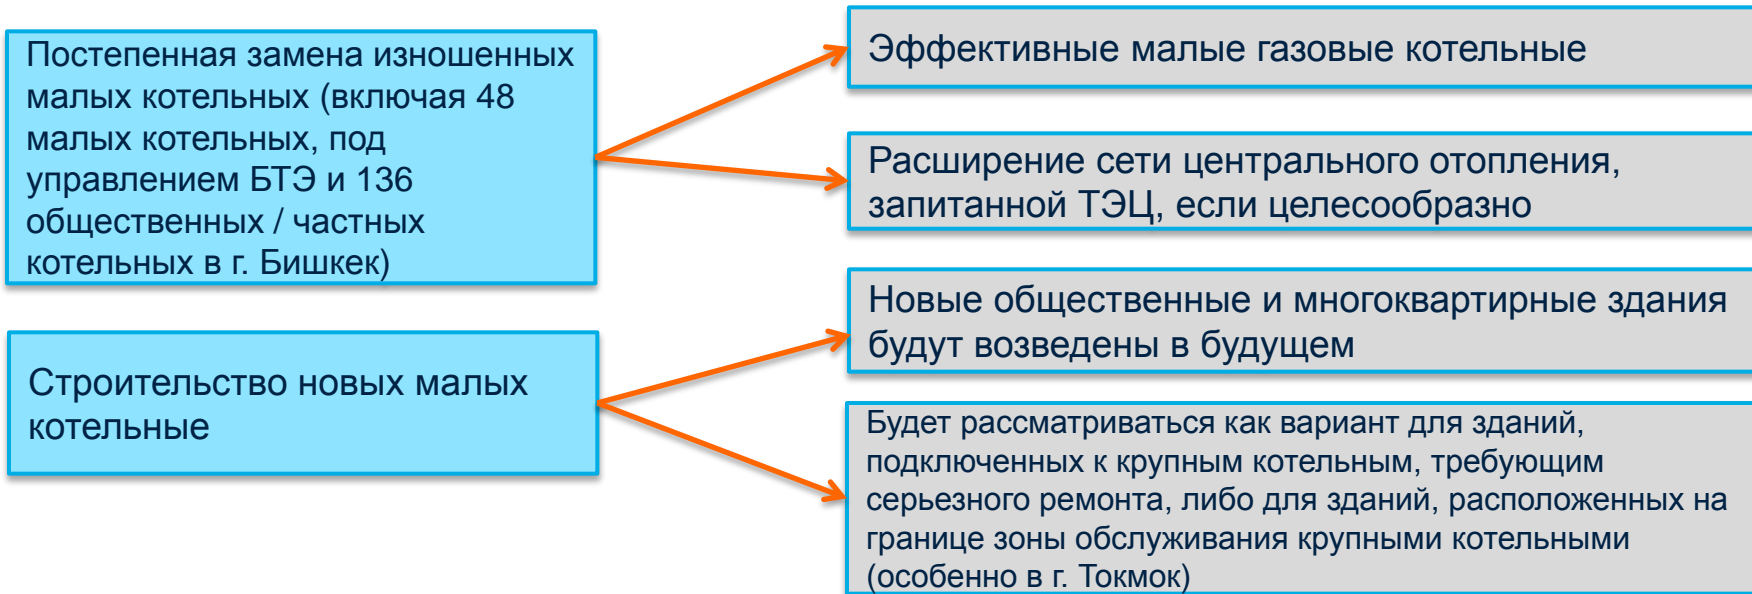 Постепенная замена изношенных
малых котельных (включая 48
малых котельных, под
управлением БТЭ и 136
общественных / частных
котельных в г. Бишкек)
Эффективные малые газовые котельные
Расширение сети центрального отопления,
запитанной ТЭЦ, если целесообразно
Строительство новых малых
котельные
Новые общественные и многоквартирные здания
будут возведены в будущем
Будет рассматриваться как вариант для зданий,
подключенных к крупным котельным, требующим
серьезного ремонта, либо для зданий, расположенных на
границе зоны обслуживания крупными котельными
(особенно в г. Токмок)